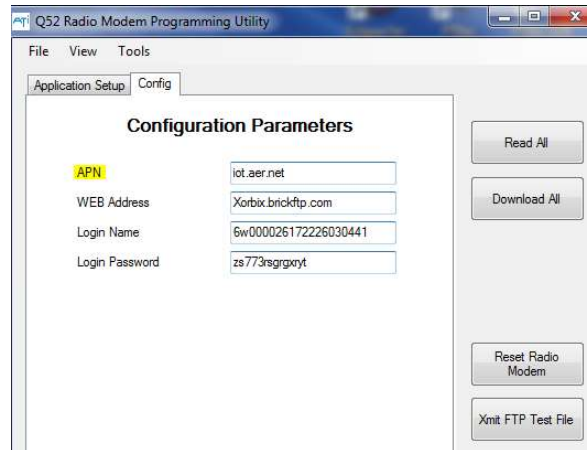 ATi Q52 Radio Modem Programming Utility
File View Tools
Application Setup Config
Configuration Parameters
APN iot.aer.net
WEB Address Xorbix.brickftp.com
Login Name 6w000026172226030441
Login Password zs773rsgrgxryt
Read All
Download All
Reset Radio
Modem
Xmit FTP Test File